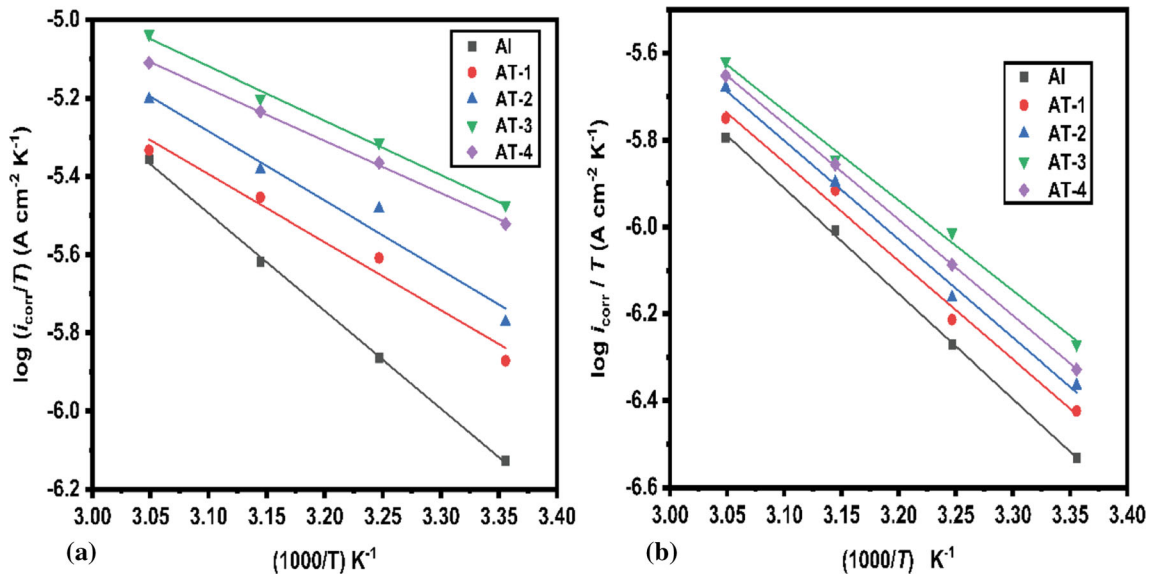 -5.0
-5.2
-5.4
-5.6
-5.8
-6.0
-6.2
log (i_corr/T) (A cm⁻² K⁻¹)
Al
AT-1
AT-2
AT-3
AT-4
3.00 3.05 3.10 3.15 3.20 3.25 3.30 3.35 3.40
(a) (1000/T) K⁻¹
-5.6
-5.8
-6.0
-6.2
-6.4
-6.6
log i_corr / T (A cm⁻² K⁻¹)
Al
AT-1
AT-2
AT-3
AT-4
3.00 3.05 3.10 3.15 3.20 3.25 3.30 3.35 3.40
(b) (1000/T) K⁻¹